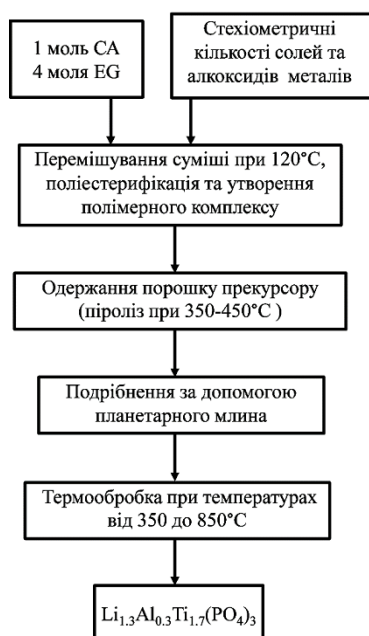 1 моль CA
4 моля EG
Стехіометричні
кількості солей та
алкоксидів металів
Перемішування суміші при 120°C,
поліестерифікація та утворення
полімерного комплексу
Одержання порошку прекурсору
(піроліз при 350-450°C )
Подрібнення за допомогою
планетарного млина
Термообробка при температурах
від 350 до 850°C
Li₁.₃Al₀.₃Ti₁.₇(PO₄)₃